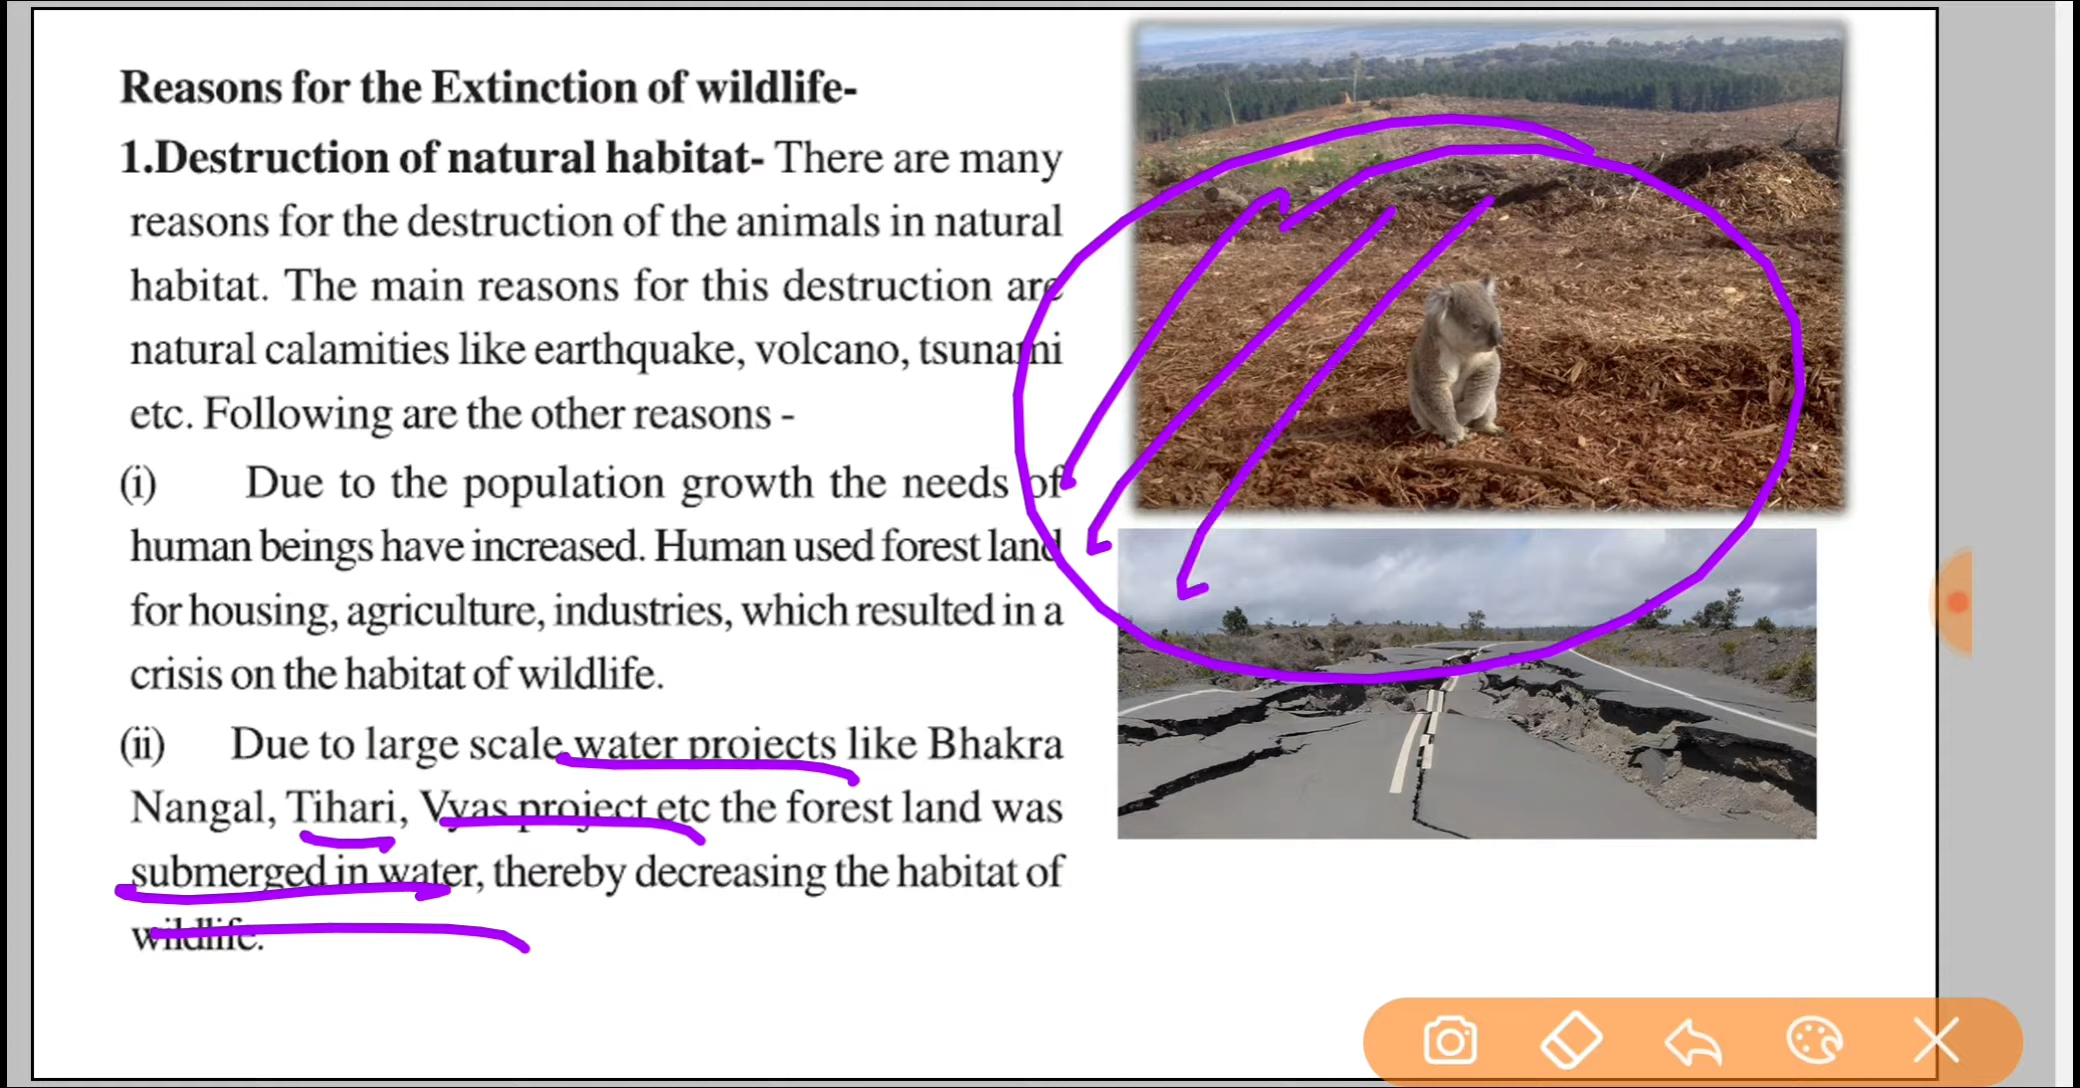 Reasons for the Extinction of wildlife-
1.Destruction of natural habitat- There are many
reasons for the destruction of the animals in natural
habitat. The main reasons for this destruction are
natural calamities like earthquake, volcano, tsunami
etc. Following are the other reasons -
(i) Due to the population growth the needs of
human beings have increased. Human used forest land
for housing, agriculture, industries, which resulted in a
crisis on the habitat of wildlife.
(ii) Due to large scale water projects like Bhakra
Nangal, Tihari, Vyas project etc the forest land was
submerged in water, thereby decreasing the habitat of
wildlife.